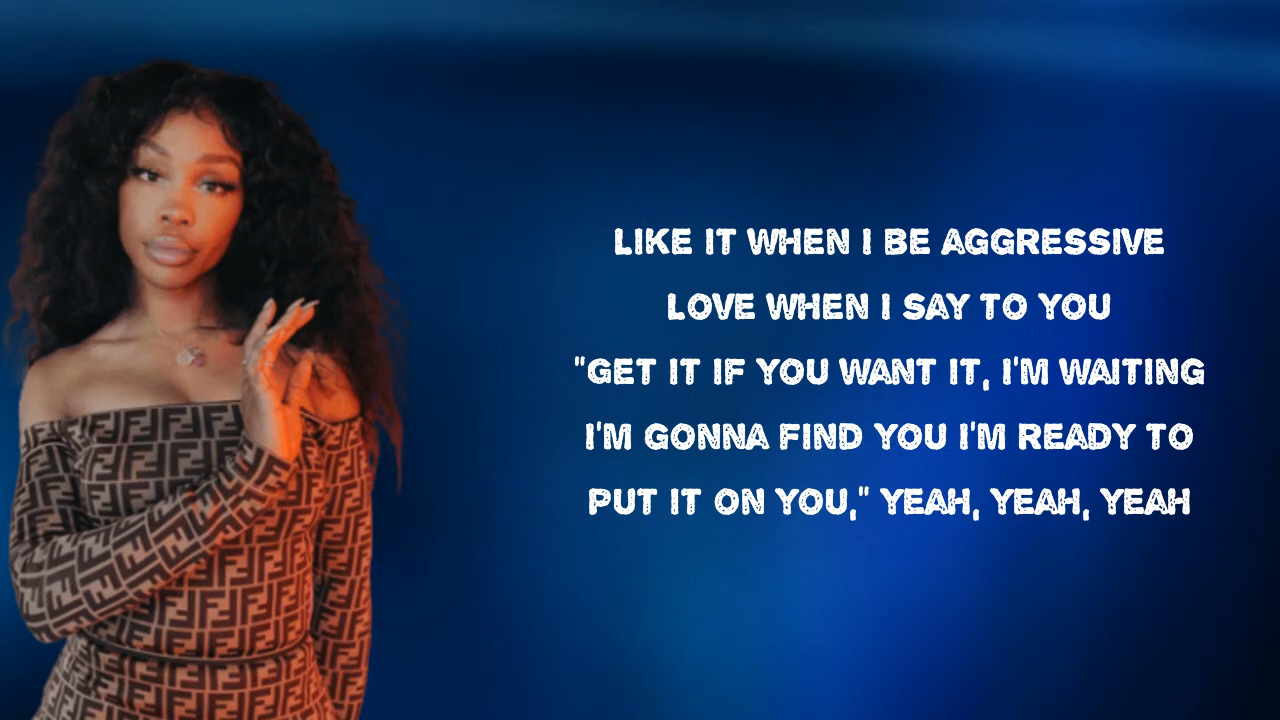 LIKE IT WHEN I BE AGGRESSIVE
LOVE WHEN I SAY TO YOU
"GET IT IF YOU WANT IT, I'M WAITING
I'M GONNA FIND YOU I'M READY TO
PUT IT ON YOU," YEAH, YEAH, YEAH